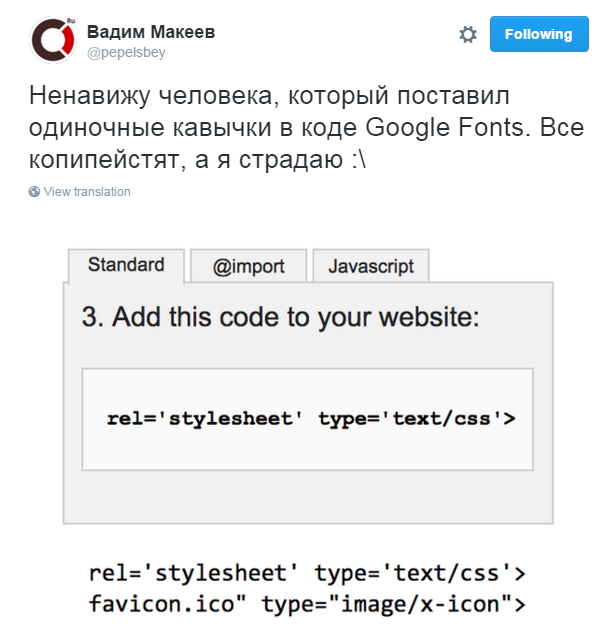 Ru
Вадим Макеев
@pepelsbey
Following
Ненавижу человека, который поставил
одиночные кавычки в коде Google Fonts. Все
копипейстят, а я страдаю :\
View translation
Standard
@import
Javascript
3. Add this code to your website:
rel='stylesheet' type='text/css'>
rel='stylesheet' type='text/css'>
favicon.ico" type="image/x-icon">